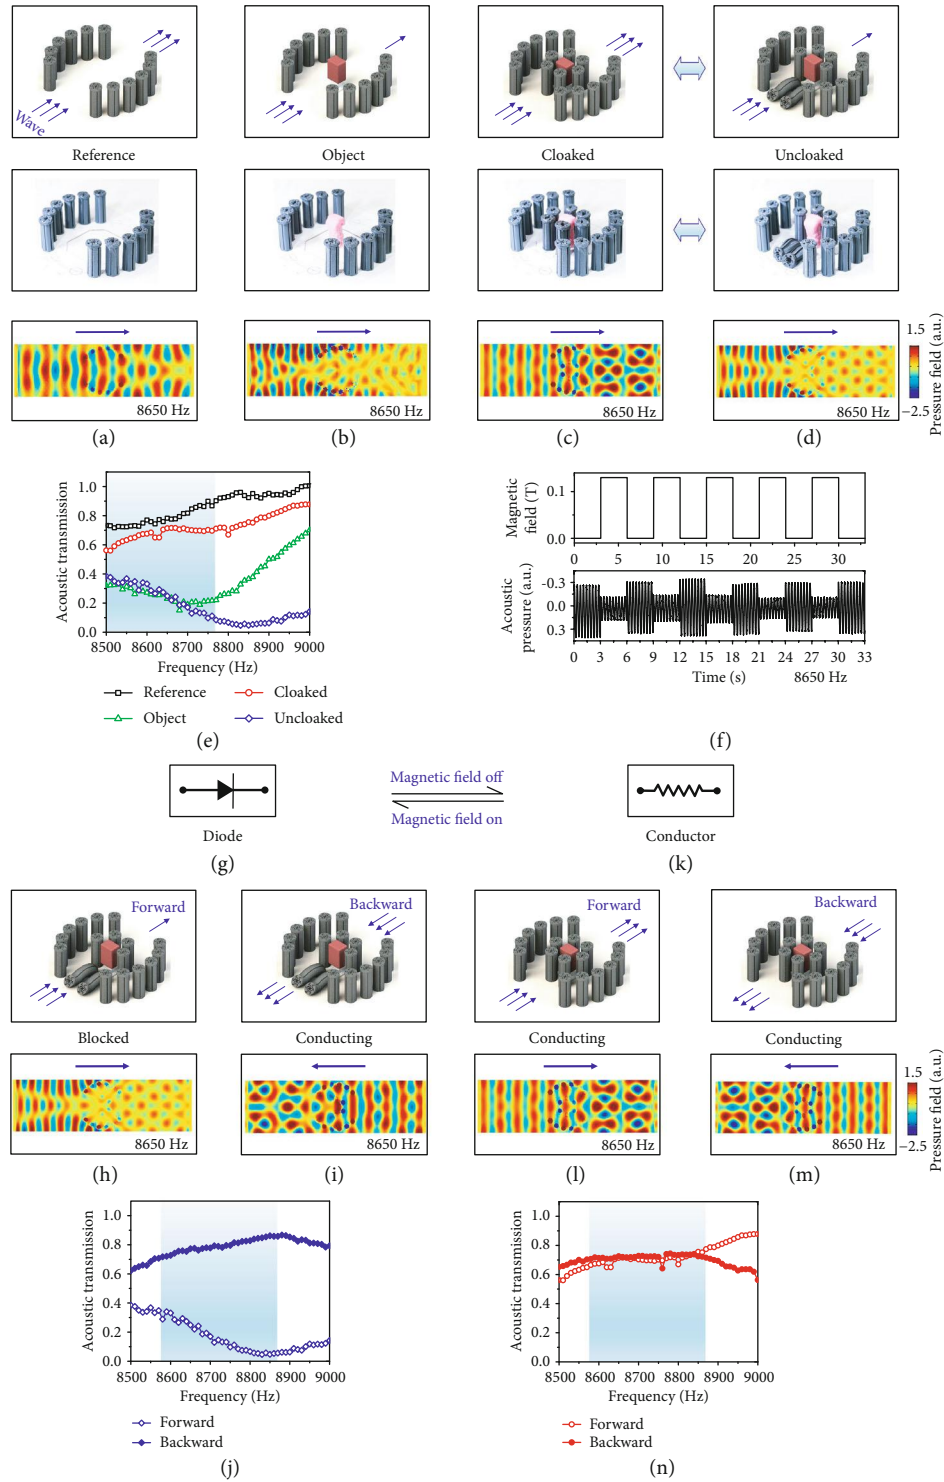 Wave
Reference
Object
Cloaked
Uncloaked
8650 Hz
8650 Hz
8650 Hz
8650 Hz
1.5
−2.5
Pressure field (a.u.)
(a)
(b)
(c)
(d)
Acoustic transmission
1.0
0.8
0.6
0.4
0.2
0.0
8500 8600 8700 8800 8900 9000
Frequency (Hz)
Reference
Cloaked
Object
Uncloaked
(e)
Magnetic
field (T)
0.1
0.0
0 5 10 15 20 25 30
Acoustic
pressure (a.u.)
-0.3
0.0
0.3
0 3 6 9 12 15 18 21 24 27 30 33
Time (s)
8650 Hz
(f)
Magnetic field off
Magnetic field on
Diode
Conductor
(g)
(k)
Forward
Backward
Forward
Backward
Blocked
Conducting
Conducting
Conducting
8650 Hz
8650 Hz
8650 Hz
8650 Hz
1.5
−2.5
Pressure field (a.u.)
(h)
(i)
(l)
(m)
Acoustic transmission
1.0
0.8
0.6
0.4
0.2
0.0
8500 8600 8700 8800 8900 9000
Frequency (Hz)
Forward
Backward
(j)
Acoustic transmission
1.0
0.8
0.6
0.4
0.2
0.0
8500 8600 8700 8800 8900 9000
Frequency (Hz)
Forward
Backward
(n)